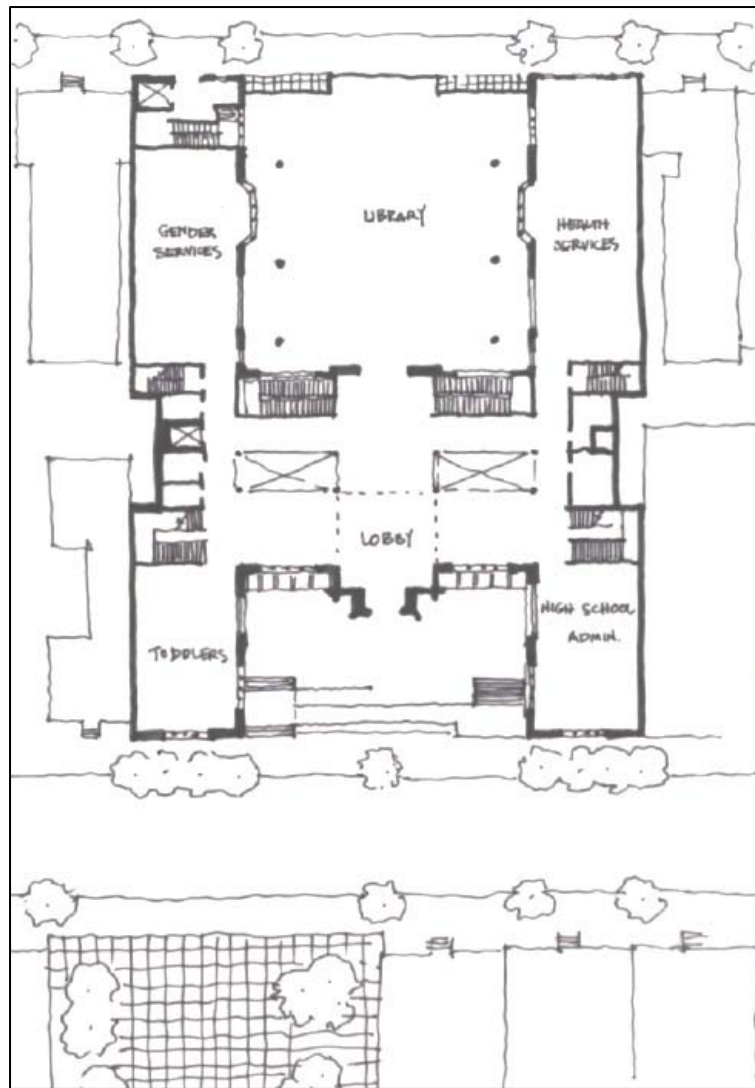 GENDER
SERVICES
LIBRARY
HEALTH
SERVICES
LOBBY
TODDLERS
HIGH SCHOOL
ADMIN.